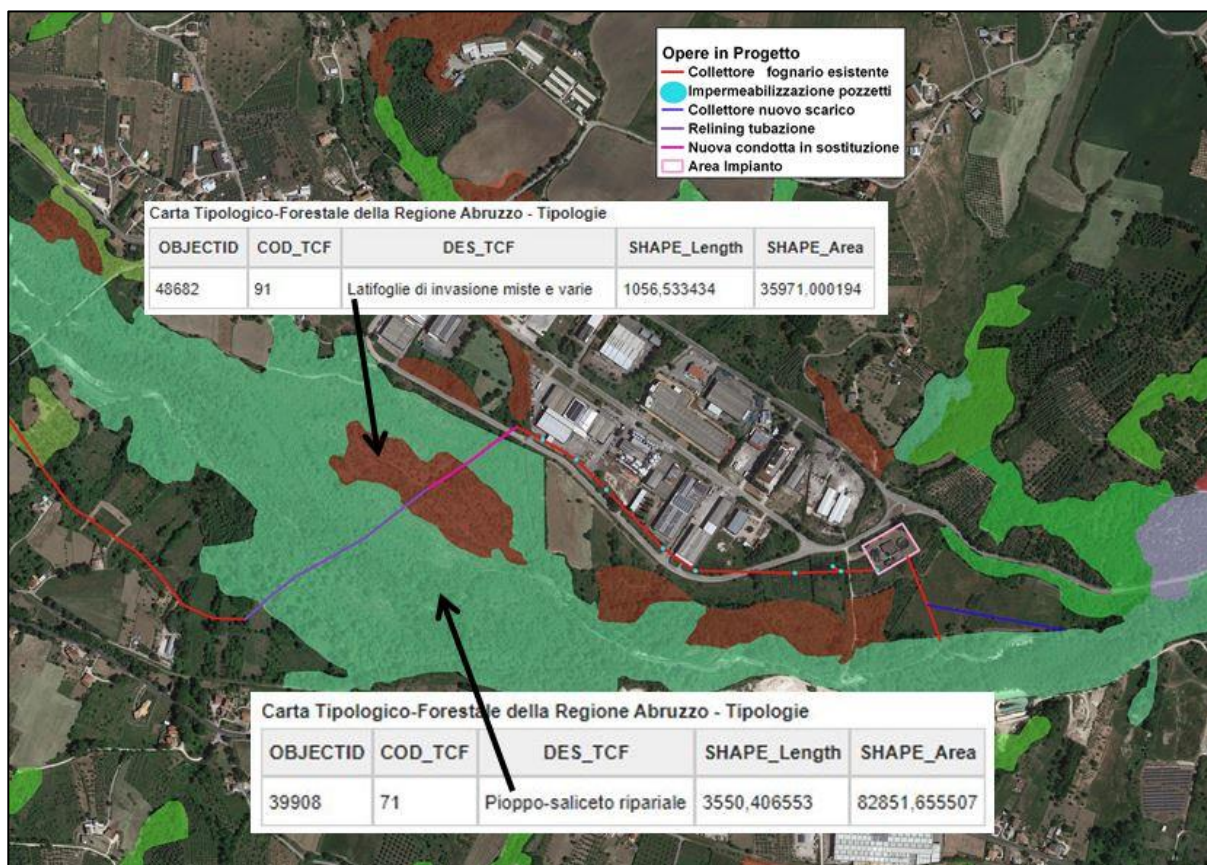 Opere in Progetto
Collettore fognario esistente
Impermeabilizzazione pozzetti
Collettore nuovo scarico
Relining tubazione
Nuova condotta in sostituzione
Area Impianto
Carta Tipologico-Forestale della Regione Abruzzo - Tipologie
OBJECTID COD_TCF DES_TCF SHAPE_Length SHAPE_Area
48682 91 Latifoglie di invasione miste e varie 1056,533434 35971,000194
Carta Tipologico-Forestale della Regione Abruzzo - Tipologie
OBJECTID COD_TCF DES_TCF SHAPE_Length SHAPE_Area
39908 71 Pioppo-saliceto ripariale 3550,406553 82851,655507